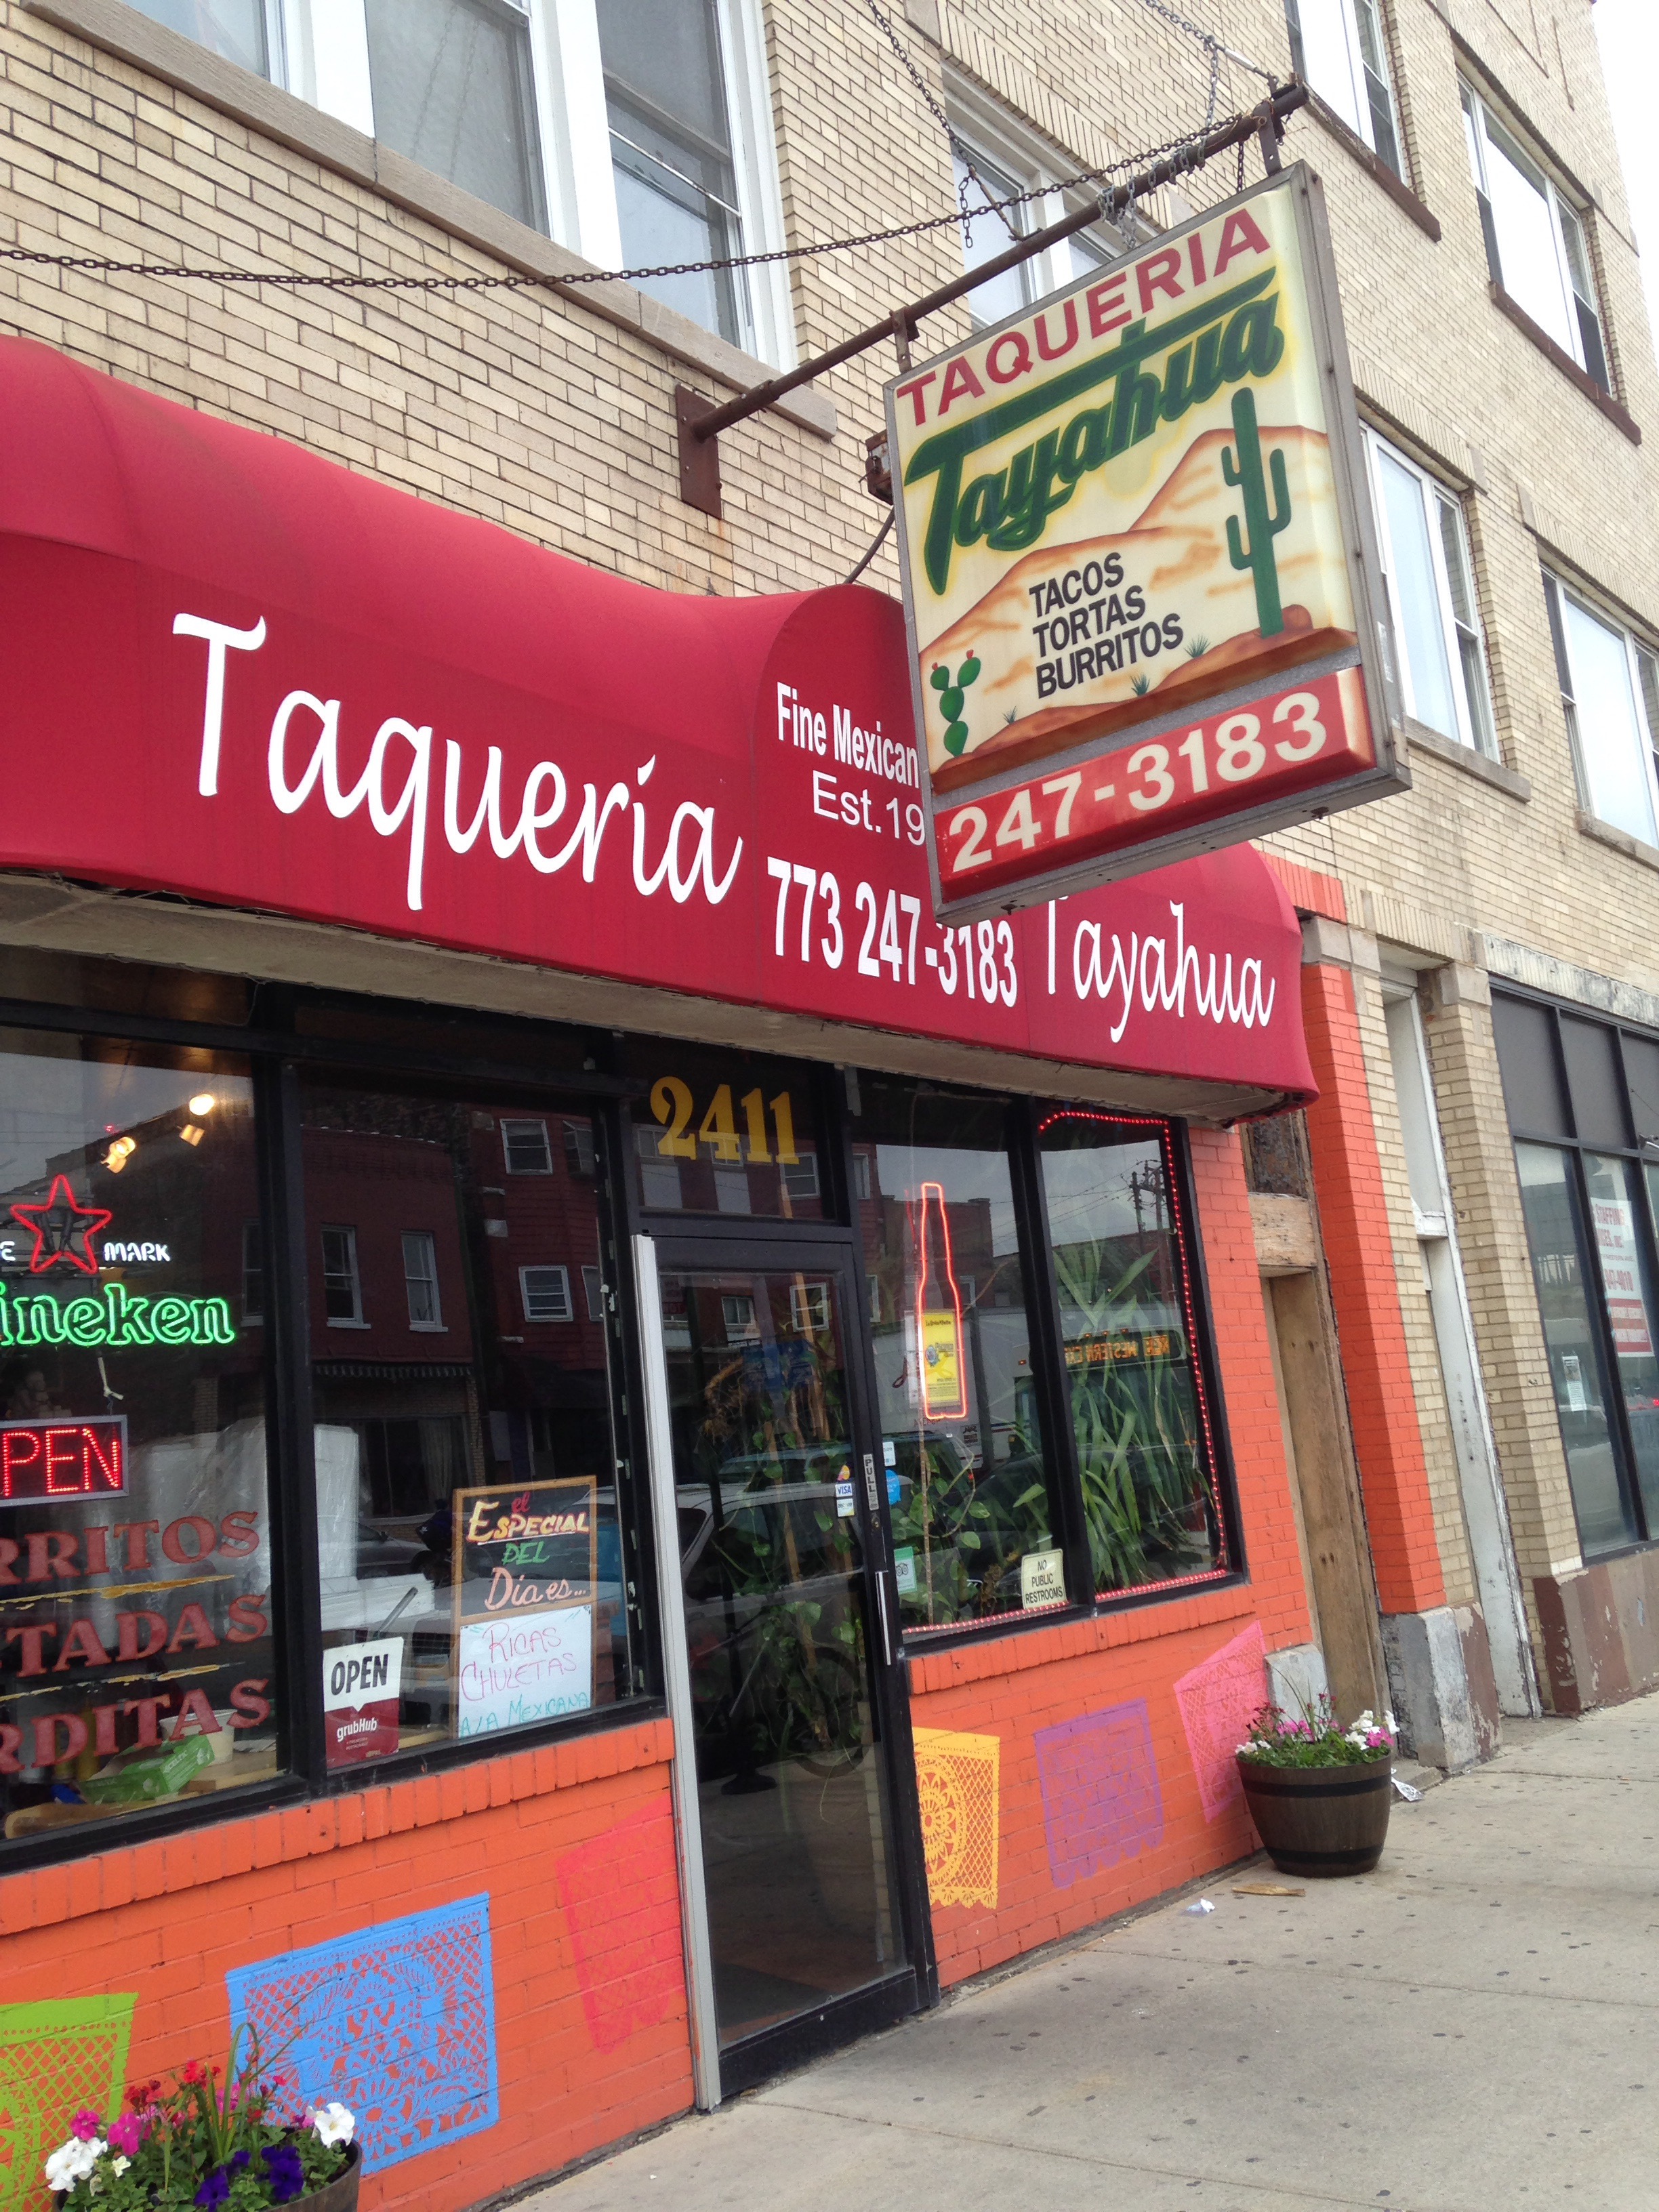 TAQUERIA
Tayahua
TACOS
TORTAS
BURRITOS
247-3183
Taquería
Fine Mexican
Est.19
773 247-3183
Tayahua
2411
MARK
ineken
PEN
RRITOS
TADAS
RDITAS
OPEN
grubHub
el
ESPECIAL
DEL
Día es...
RICAS
CHULETAS
A/A MEXICANA
VISA
PULL
NO
PUBLIC
RESTROOMS